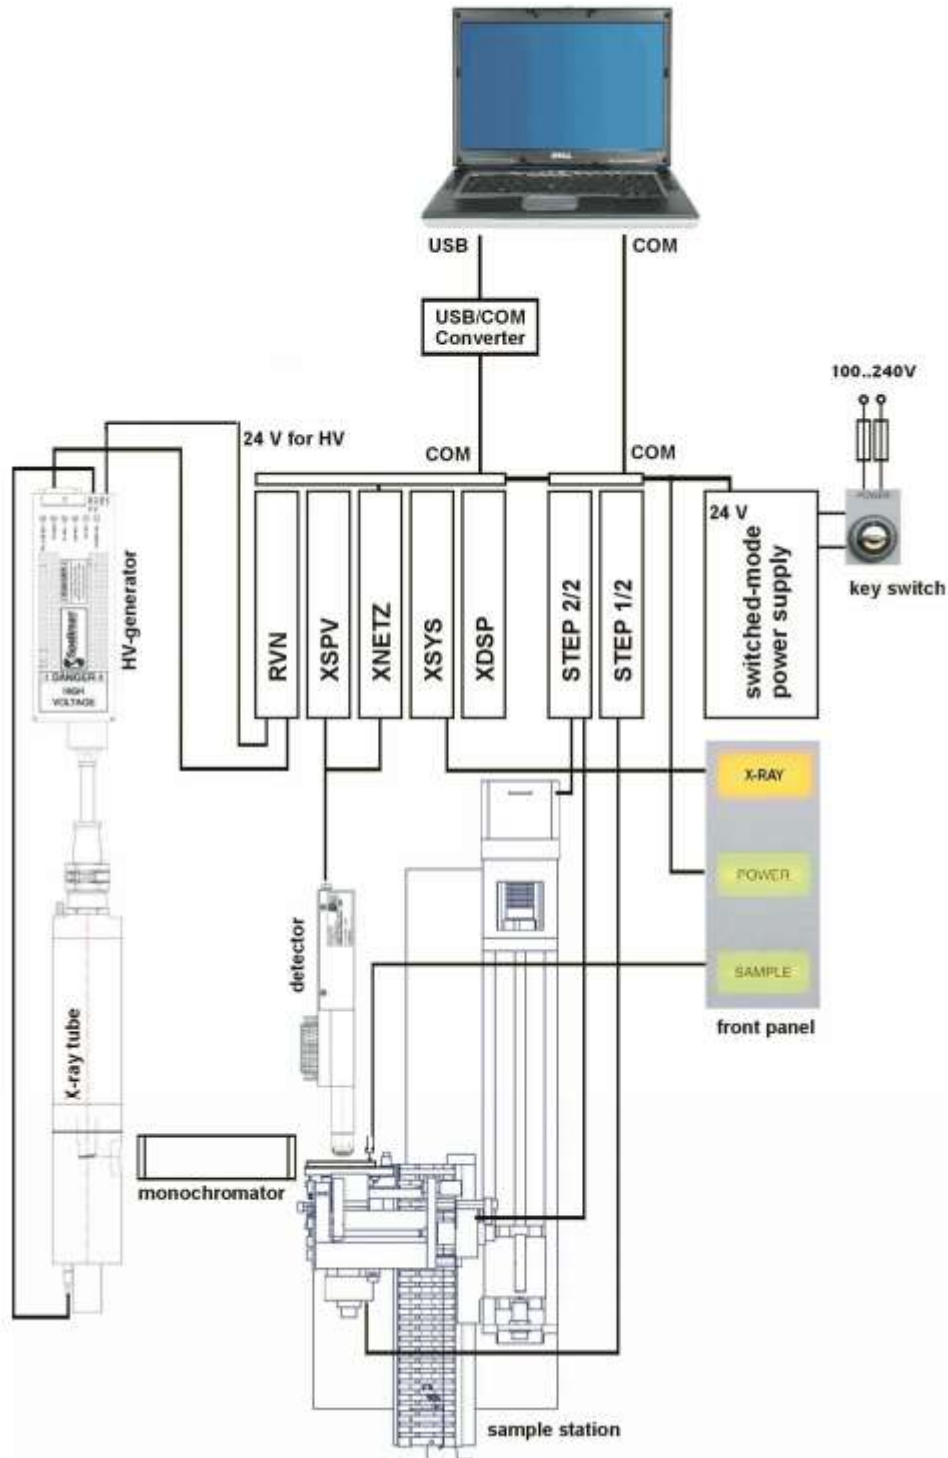 DELL
USB
COM
USB/COM
Converter
100..240V
24 V for HV
COM
COM
POWER
24 V
switched-mode
power supply
key switch
HV-generator
! DANGER !
HIGH
VOLTAGE
RVN
XSPV
XNETZ
XSYS
XDSP
STEP 2/2
STEP 1/2
X-RAY
POWER
SAMPLE
front panel
detector
X-ray tube
monochromator
sample station